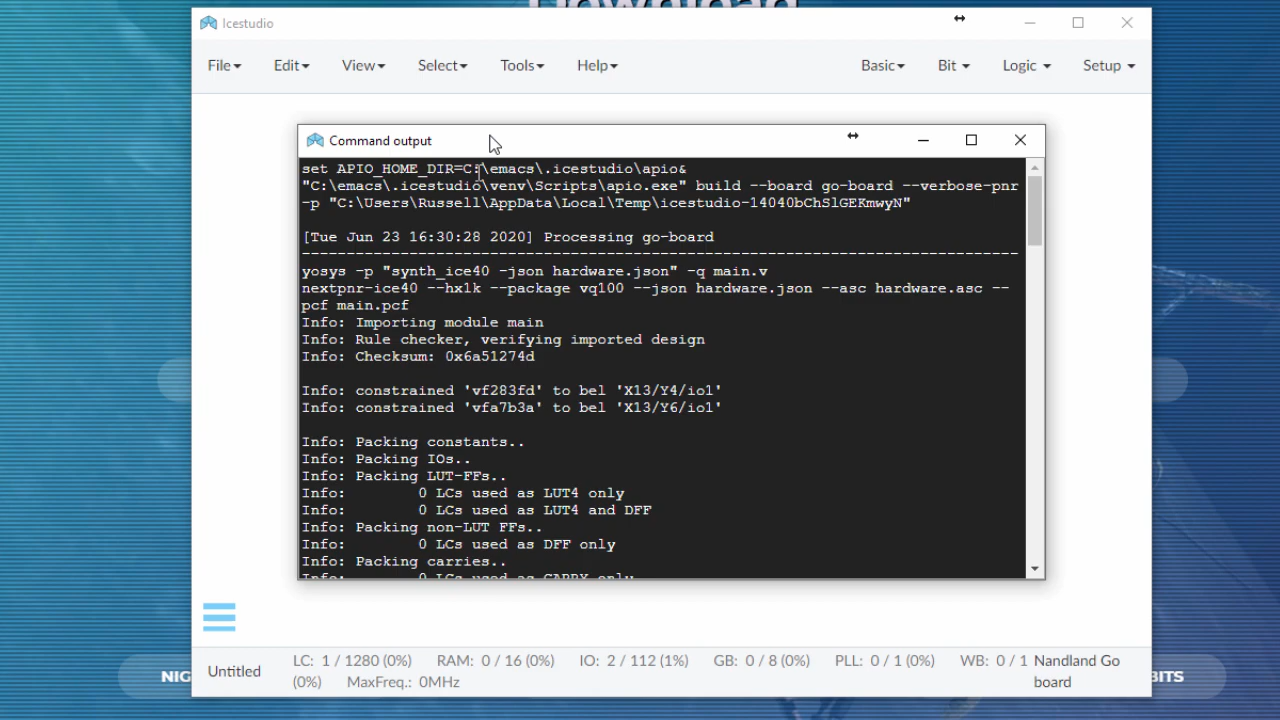 Download
Icestudio
File Edit View Select Tools Help Basic Bit Logic Setup
Command output
set APIO_HOME_DIR=C:\emacs\.icestudio\apio&
"C:\emacs\.icestudio\venv\Scripts\apio.exe" build --board go-board --verbose-pnr
-p "C:\Users\Russell\AppData\Local\Temp\icestudio-14040bChSlGEKmwyN"
[Tue Jun 23 16:30:28 2020] Processing go-board
--------------------------------------------------------------------------------
yosys -p "synth_ice40 -json hardware.json" -q main.v
nextpnr-ice40 --hx1k --package vq100 --json hardware.json --asc hardware.asc --
pcf main.pcf
Info: Importing module main
Info: Rule checker, verifying imported design
Info: Checksum: 0x6a51274d
Info: constrained 'vf283fd' to bel 'X13/Y4/io1'
Info: constrained 'vfa7b3a' to bel 'X13/Y6/io1'
Info: Packing constants..
Info: Packing IOs..
Info: Packing LUT-FFs..
Info: 0 LCs used as LUT4 only
Info: 0 LCs used as LUT4 and DFF
Info: Packing non-LUT FFs..
Info: 0 LCs used as DFF only
Info: Packing carries..
Info: 0 LCs used as CARRY only
Untitled
LC: 1 / 1280 (0%) RAM: 0 / 16 (0%) IO: 2 / 112 (1%) GB: 0 / 8 (0%) PLL: 0 / 1 (0%) WB: 0 / 1
(0%) MaxFreq.: 0MHz
Nandland Go
board
NIG
BITS